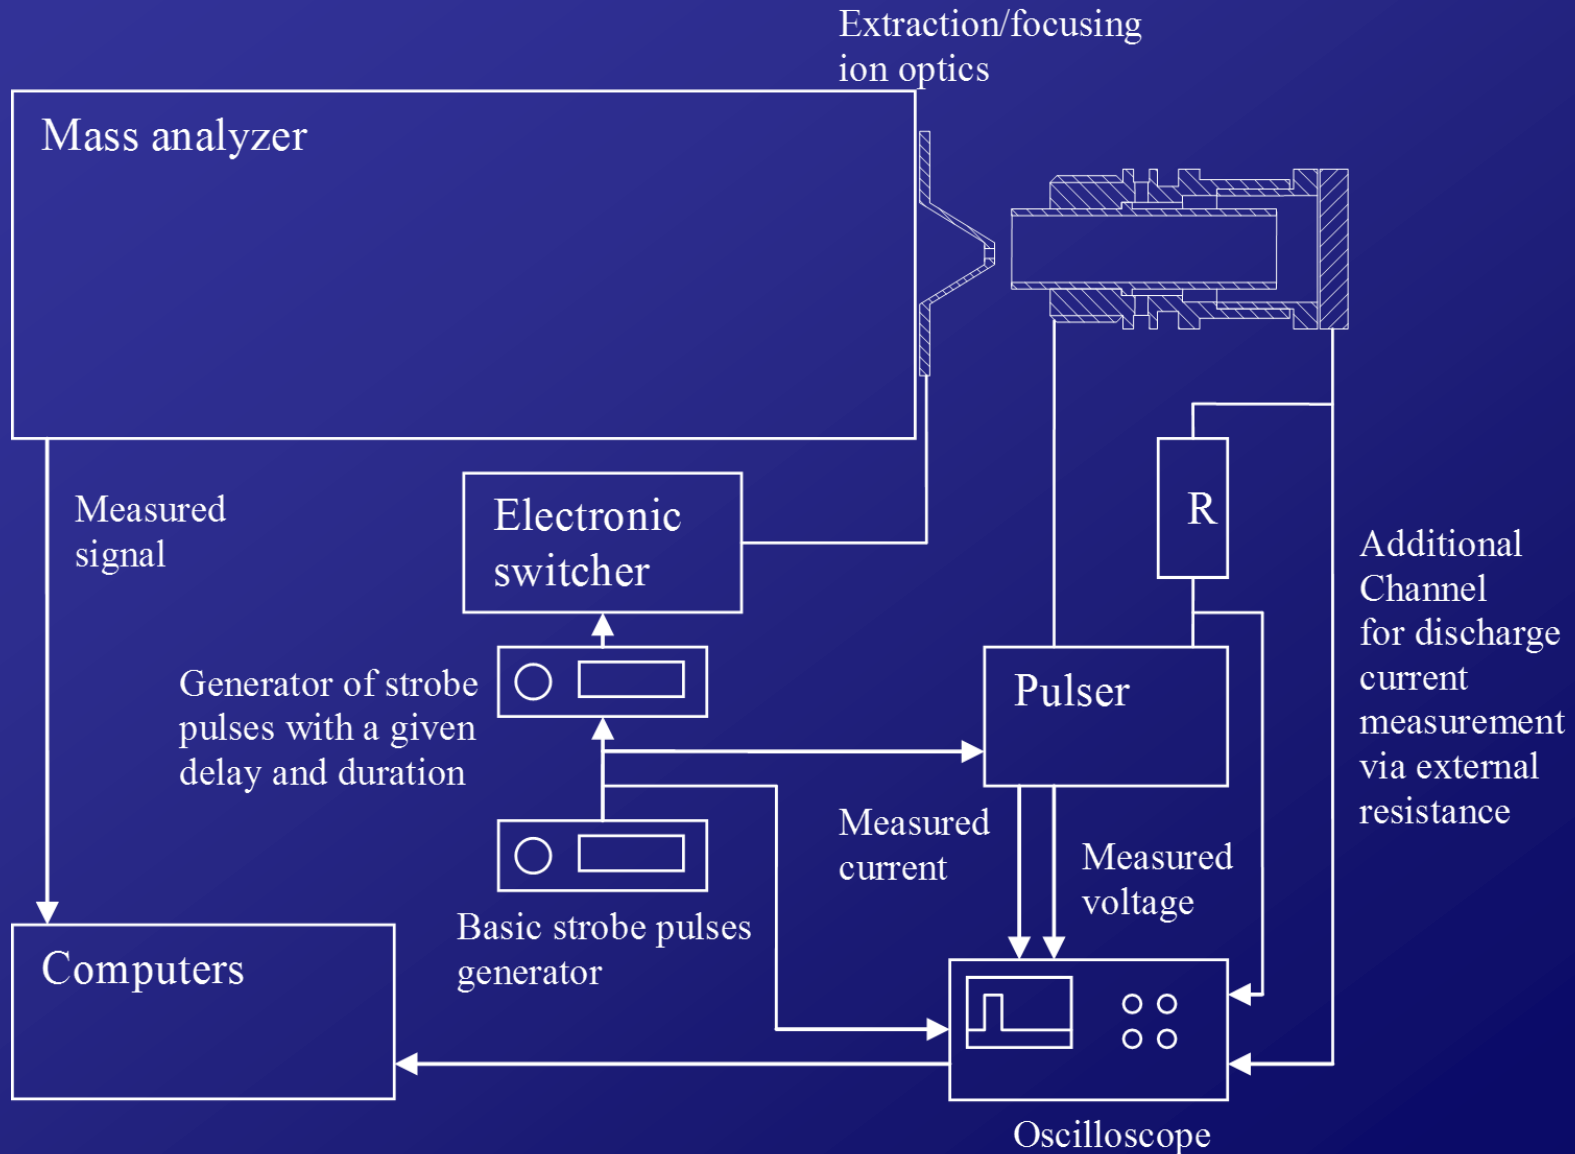 Extraction/focusing
ion optics
Mass analyzer
Measured
signal
Electronic
switcher
R
Additional
Channel
for discharge
current
measurement
via external
resistance
Generator of strobe
pulses with a given
delay and duration
Pulser
Measured
current
Measured
voltage
Basic strobe pulses
generator
Computers
Oscilloscope